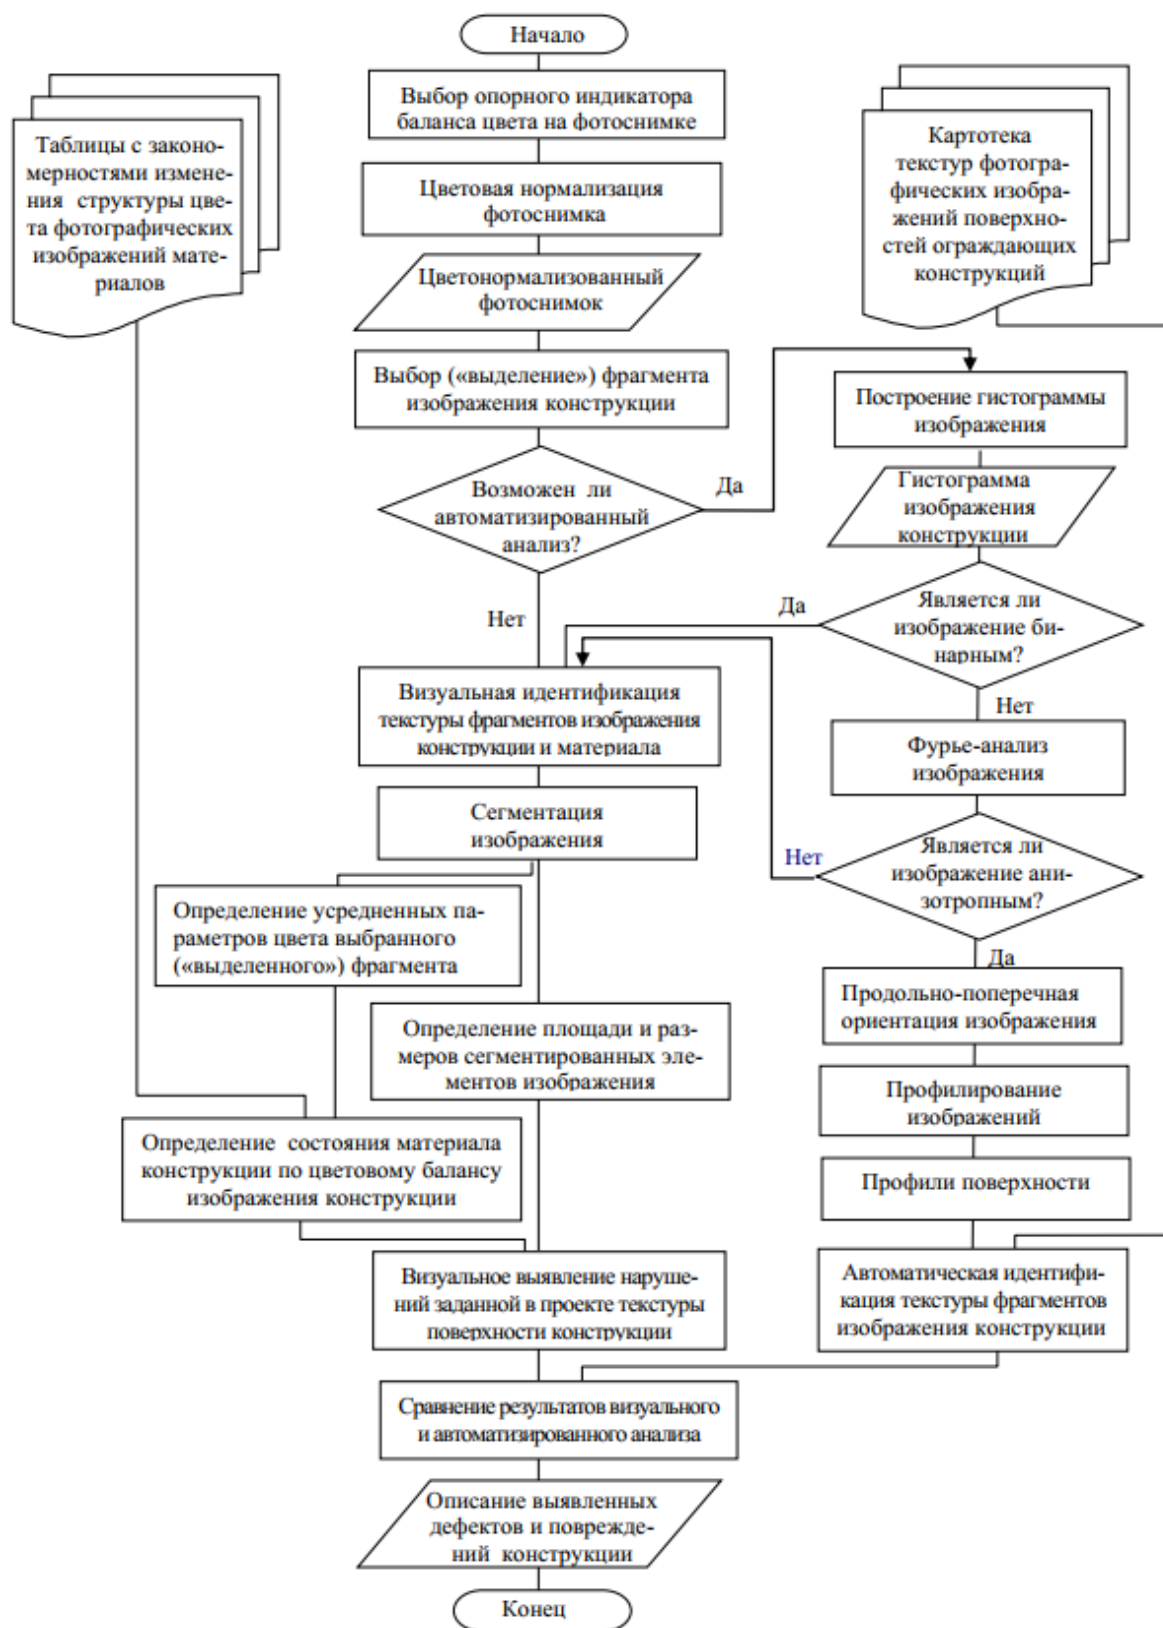 Начало
Выбор опорного индикатора
баланса цвета на фотоснимке
Таблицы с законо-
мерностями измене-
ния структуры цве-
та фотографических
изображений мате-
риалов
Картотека
текстур фотогра-
фических изобра-
жений поверхно-
стей ограждающих
конструкций
Цветовая нормализация
фотоснимка
Цветонормализованный
фотоснимок
Выбор («выделение») фрагмента
изображения конструкции
Построение гистограммы
изображения
Возможен ли
автоматизированный
анализ?
Да
Гистограмма
изображения
конструкции
Нет
Да
Является ли
изображение би-
нарным?
Нет
Визуальная идентификация
текстуры фрагментов изображения
конструкции и материала
Фурье-анализ
изображения
Сегментация
изображения
Нет
Является ли
изображение ани-
зотропным?
Да
Определение усредненных па-
раметров цвета выбранного
(«выделенного») фрагмента
Продольно-поперечная
ориентация изображения
Определение площади и раз-
меров сегментированных эле-
ментов изображения
Профилирование
изображений
Определение состояния материала
конструкции по цветовому балансу
изображения конструкции
Профили поверхности
Визуальное выявление наруше-
ний заданной в проекте текстуры
поверхности конструкции
Автоматическая идентифи-
кация текстуры фрагментов
изображения конструкции
Сравнение результатов визуального
и автоматизированного анализа
Описание выявленных
дефектов и поврежде-
ний конструкции
Конец